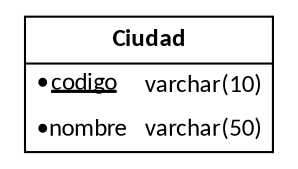 Ciudad
•codigo varchar(10)
•nombre varchar(50)